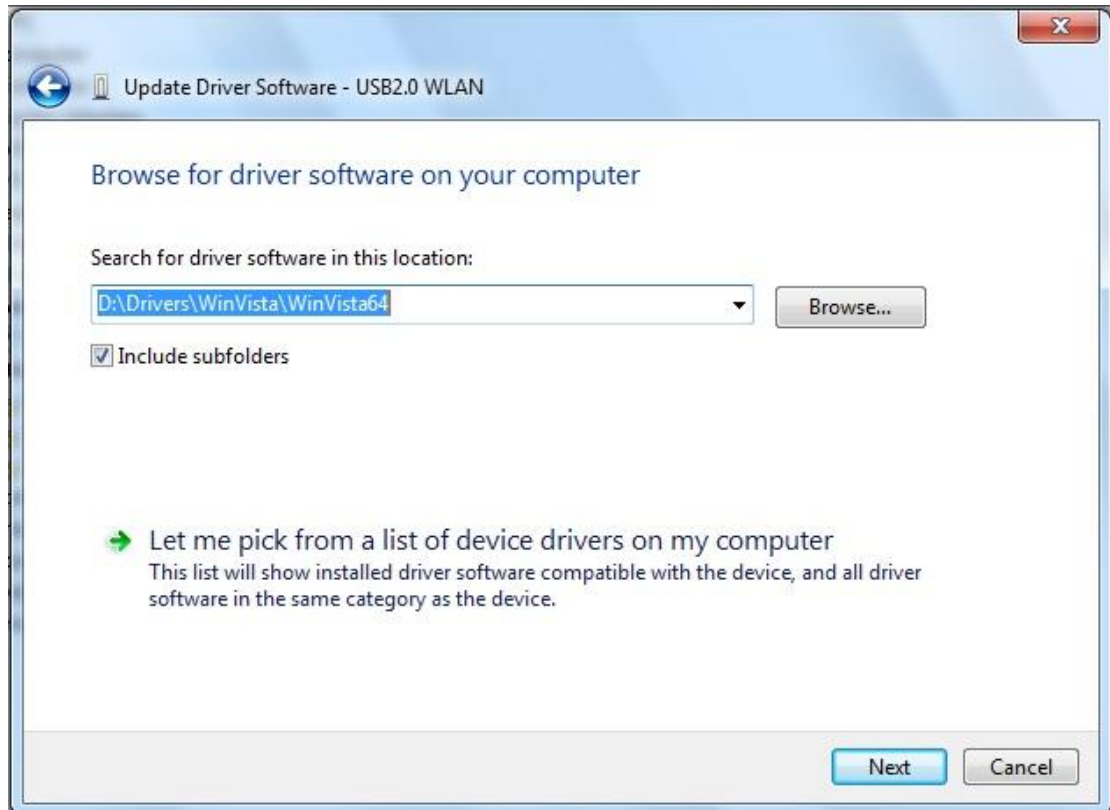 Update Driver Software - USB2.0 WLAN
Browse for driver software on your computer
Search for driver software in this location:
D:\Drivers\WinVista\WinVista64
Browse...
Include subfolders
Let me pick from a list of device drivers on my computer
This list will show installed driver software compatible with the device, and all driver
software in the same category as the device.
Next
Cancel